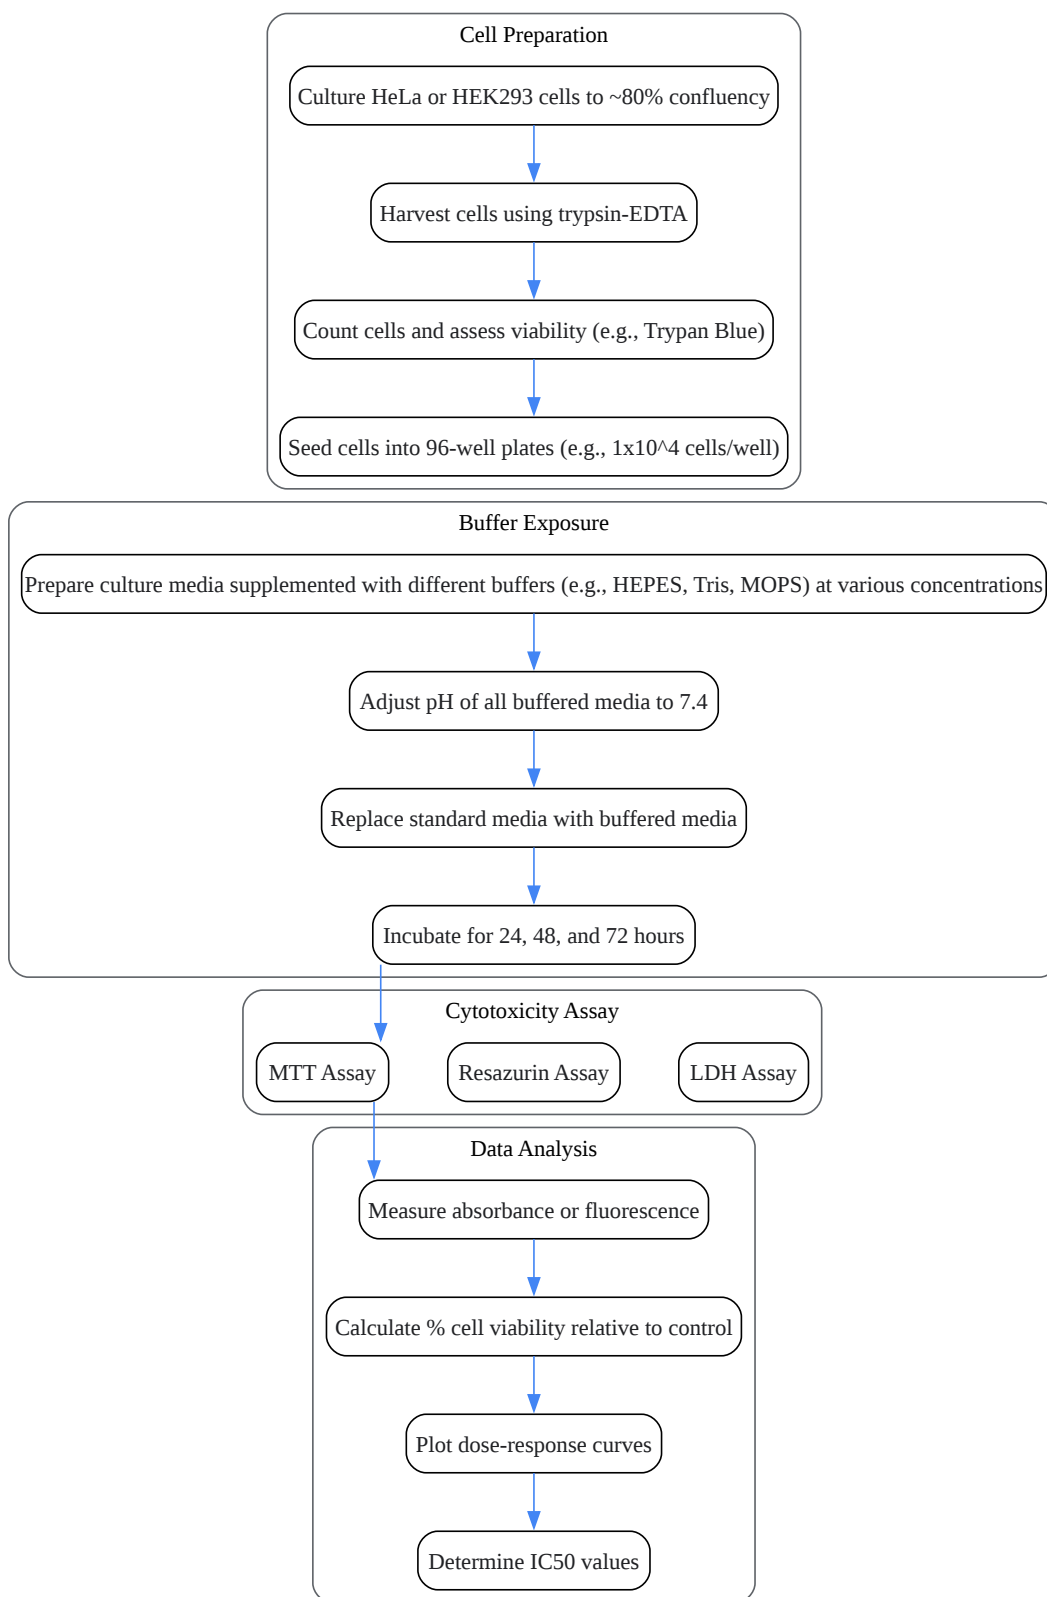 Cell Preparation
Culture HeLa or HEK293 cells to ~80% confluency
Harvest cells using trypsin-EDTA
Count cells and assess viability (e.g., Trypan Blue)
Seed cells into 96-well plates (e.g., 1x10^4 cells/well)
Buffer Exposure
Prepare culture media supplemented with different buffers (e.g., HEPES, Tris, MOPS) at various concentrations
Adjust pH of all buffered media to 7.4
Replace standard media with buffered media
Incubate for 24, 48, and 72 hours
Cytotoxicity Assay
MTT Assay
Resazurin Assay
LDH Assay
Data Analysis
Measure absorbance or fluorescence
Calculate % cell viability relative to control
Plot dose-response curves
Determine IC50 values